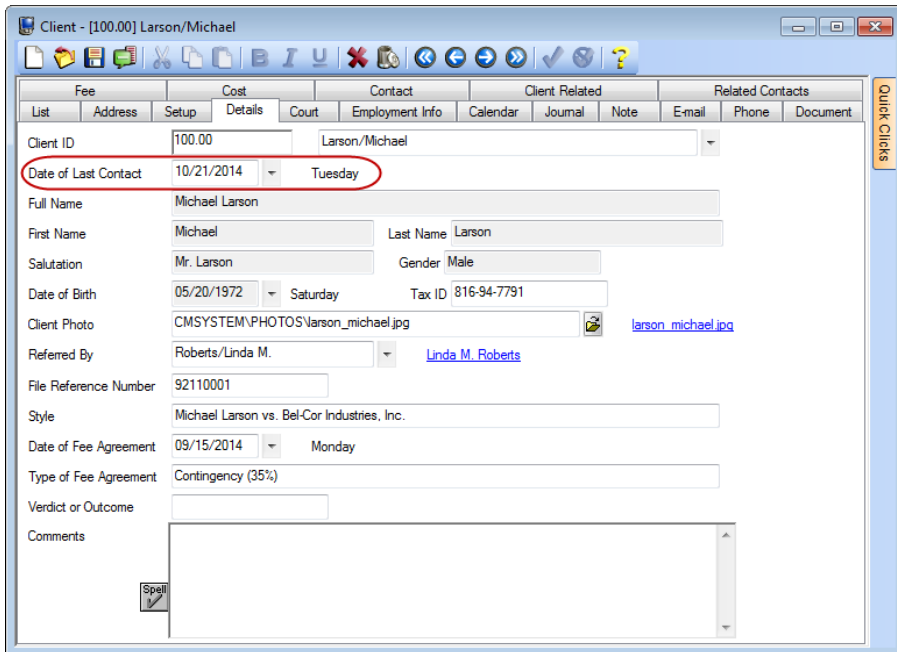 Client - [100.00] Larson/Michael
B I U ?
Fee Cost Contact Client Related Related Contacts
List Address Setup Details Court Employment Info Calendar Journal Note E-mail Phone Document
Quick Clicks
Client ID 100.00 Larson/Michael
Date of Last Contact 10/21/2014 Tuesday
Full Name Michael Larson
First Name Michael Last Name Larson
Salutation Mr. Larson Gender Male
Date of Birth 05/20/1972 Saturday Tax ID 816-94-7791
Client Photo CMSYSTEM\PHOTOS\larson_michael.jpg larson_michael.jpg
Referred By Roberts/Linda M. Linda M. Roberts
File Reference Number 92110001
Style Michael Larson vs. Bel-Cor Industries, Inc.
Date of Fee Agreement 09/15/2014 Monday
Type of Fee Agreement Contingency (35%)
Verdict or Outcome
Comments
Spell